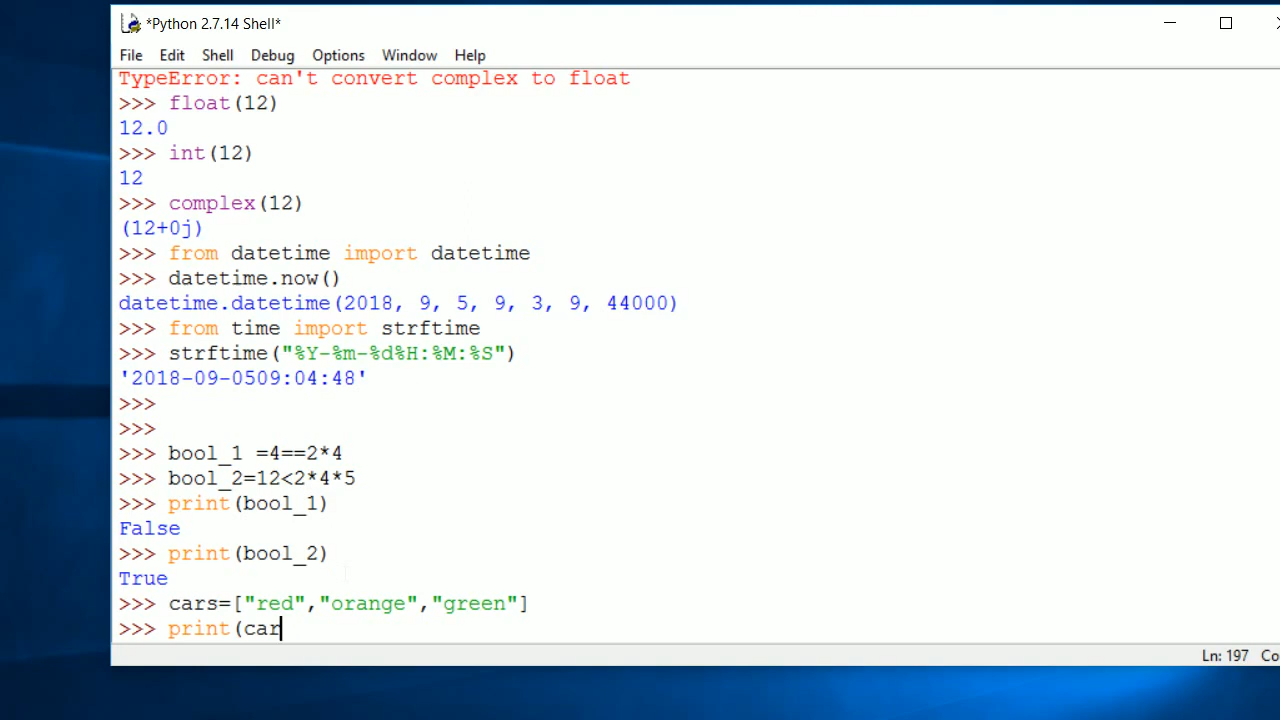 *Python 2.7.14 Shell*
File Edit Shell Debug Options Window Help
TypeError: can't convert complex to float
>>> float(12)
12.0
>>> int(12)
12
>>> complex(12)
(12+0j)
>>> from datetime import datetime
>>> datetime.now()
datetime.datetime(2018, 9, 5, 9, 3, 9, 44000)
>>> from time import strftime
>>> strftime("%Y-%m-%d%H:%M:%S")
'2018-09-0509:04:48'
>>>
>>>
>>> bool_1 =4==2*4
>>> bool_2=12<2*4*5
>>> print(bool_1)
False
>>> print(bool_2)
True
>>> cars=["red","orange","green"]
>>> print(car
Ln: 197 Co